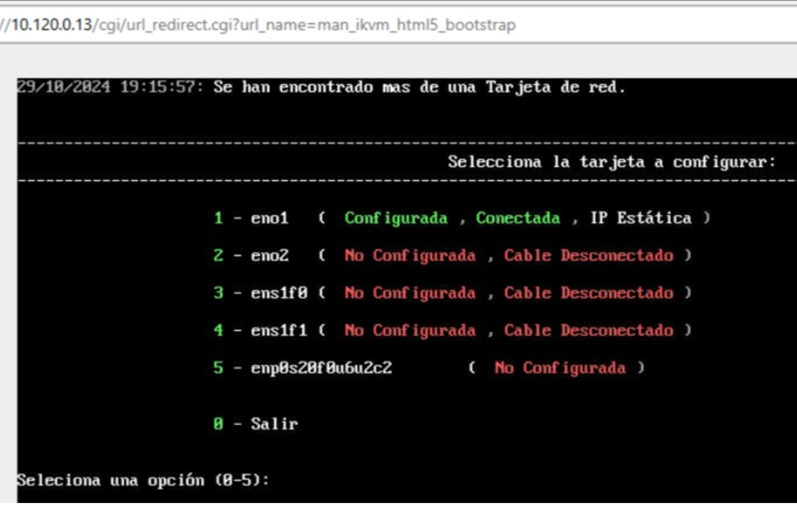 //10.120.0.13/cgi/url_redirect.cgi?url_name=man_ikvm_html5_bootstrap
29/10/2024 19:15:57: Se han encontrado mas de una Tarjeta de red.
Selecciona la tarjeta a configurar:
1 - eno1 ( Configurada , Conectada , IP Estática )
2 - eno2 ( No Configurada , Cable Desconectado )
3 - ens1f0 ( No Configurada , Cable Desconectado )
4 - ens1f1 ( No Configurada , Cable Desconectado )
5 - enp0s20f0u6u2c2 ( No Configurada )
0 - Salir
Seleciona una opción (0-5):